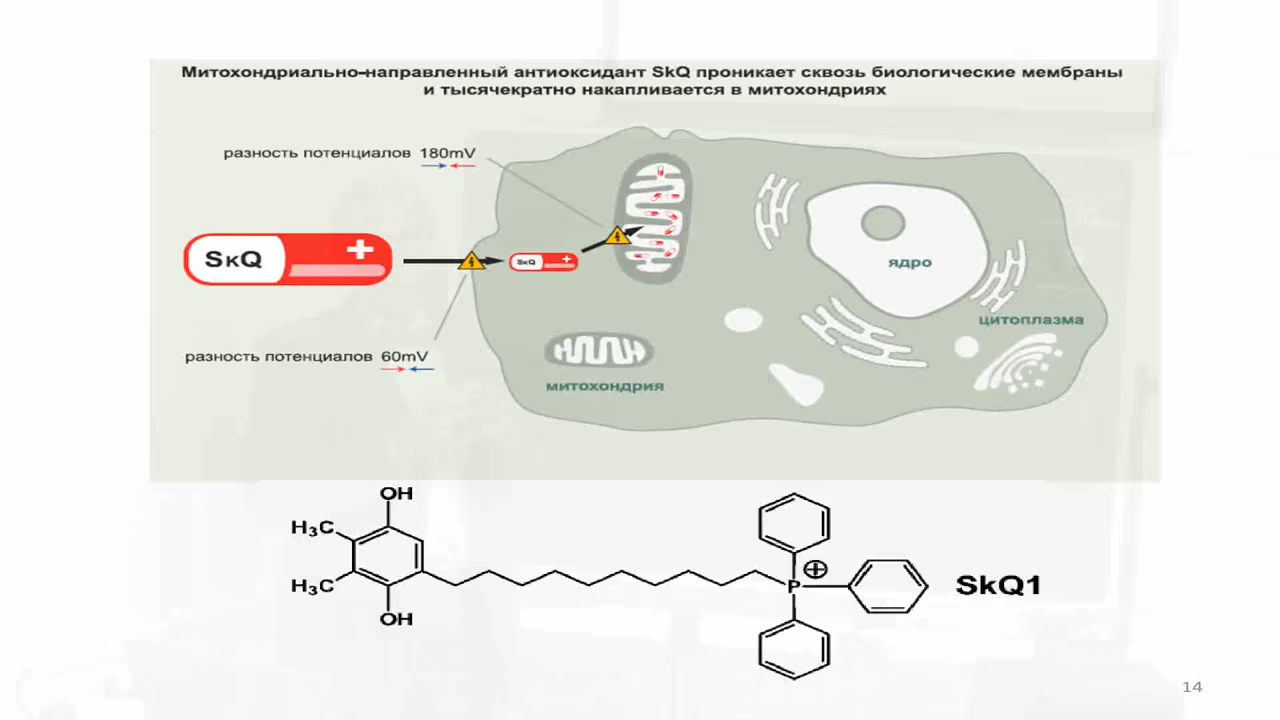 Митохондриально-направленный антиоксидант SkQ проникает сквозь биологические мембраны
и тысячекратно накапливается в митохондриях
разность потенциалов 180mV
SkQ
SkQ
ядро
цитоплазма
разность потенциалов 60mV
митохондрия
OH
H₃C
H₃C
OH
P
SkQ1
14